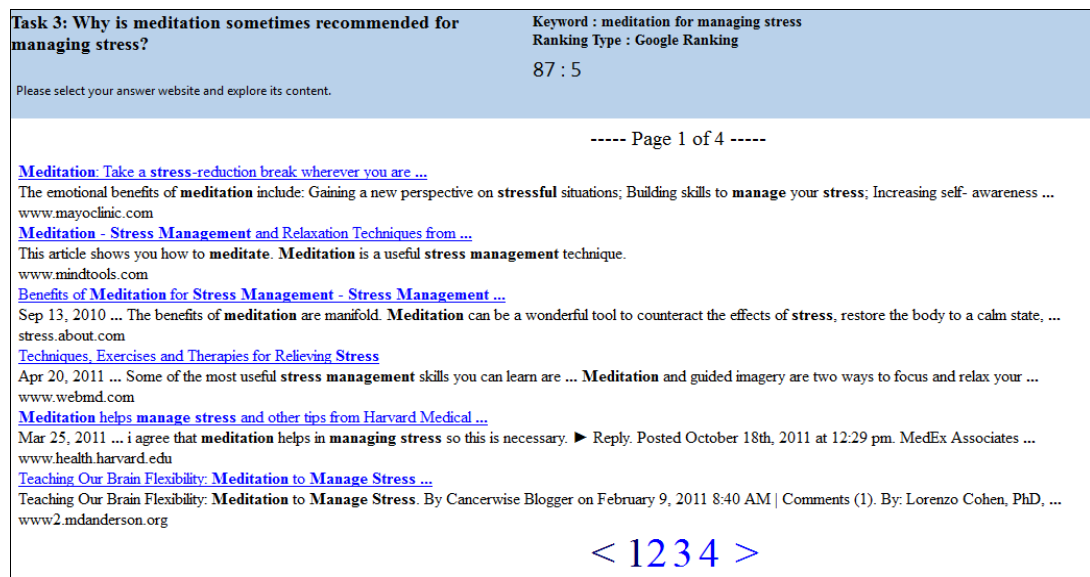 Task 3: Why is meditation sometimes recommended for
managing stress?
Please select your answer website and explore its content.
Keyword : meditation for managing stress
Ranking Type : Google Ranking
87 : 5
----- Page 1 of 4 -----
Meditation: Take a stress-reduction break wherever you are ...
The emotional benefits of meditation include: Gaining a new perspective on stressful situations; Building skills to manage your stress; Increasing self- awareness ...
www.mayoclinic.com
Meditation - Stress Management and Relaxation Techniques from ...
This article shows you how to meditate. Meditation is a useful stress management technique.
www.mindtools.com
Benefits of Meditation for Stress Management - Stress Management ...
Sep 13, 2010 ... The benefits of meditation are manifold. Meditation can be a wonderful tool to counteract the effects of stress, restore the body to a calm state, ...
stress.about.com
Techniques, Exercises and Therapies for Relieving Stress
Apr 20, 2011 ... Some of the most useful stress management skills you can learn are ... Meditation and guided imagery are two ways to focus and relax your ...
www.webmd.com
Meditation helps manage stress and other tips from Harvard Medical ...
Mar 25, 2011 ... i agree that meditation helps in managing stress so this is necessary. ► Reply. Posted October 18th, 2011 at 12:29 pm. MedEx Associates ...
www.health.harvard.edu
Teaching Our Brain Flexibility: Meditation to Manage Stress ...
Teaching Our Brain Flexibility: Meditation to Manage Stress. By Cancerwise Blogger on February 9, 2011 8:40 AM | Comments (1). By: Lorenzo Cohen, PhD, ...
www2.mdanderson.org
< 1 2 3 4 >